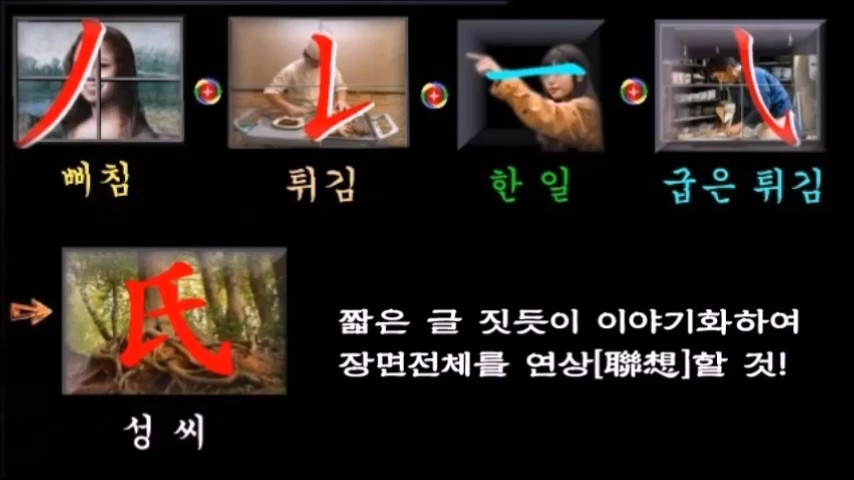 삐침 튀김 한 일 굽은 튀김
氏
성 씨
짧은 글 짓듯이 이야기화하여
장면전체를 연상[聯想]할 것!